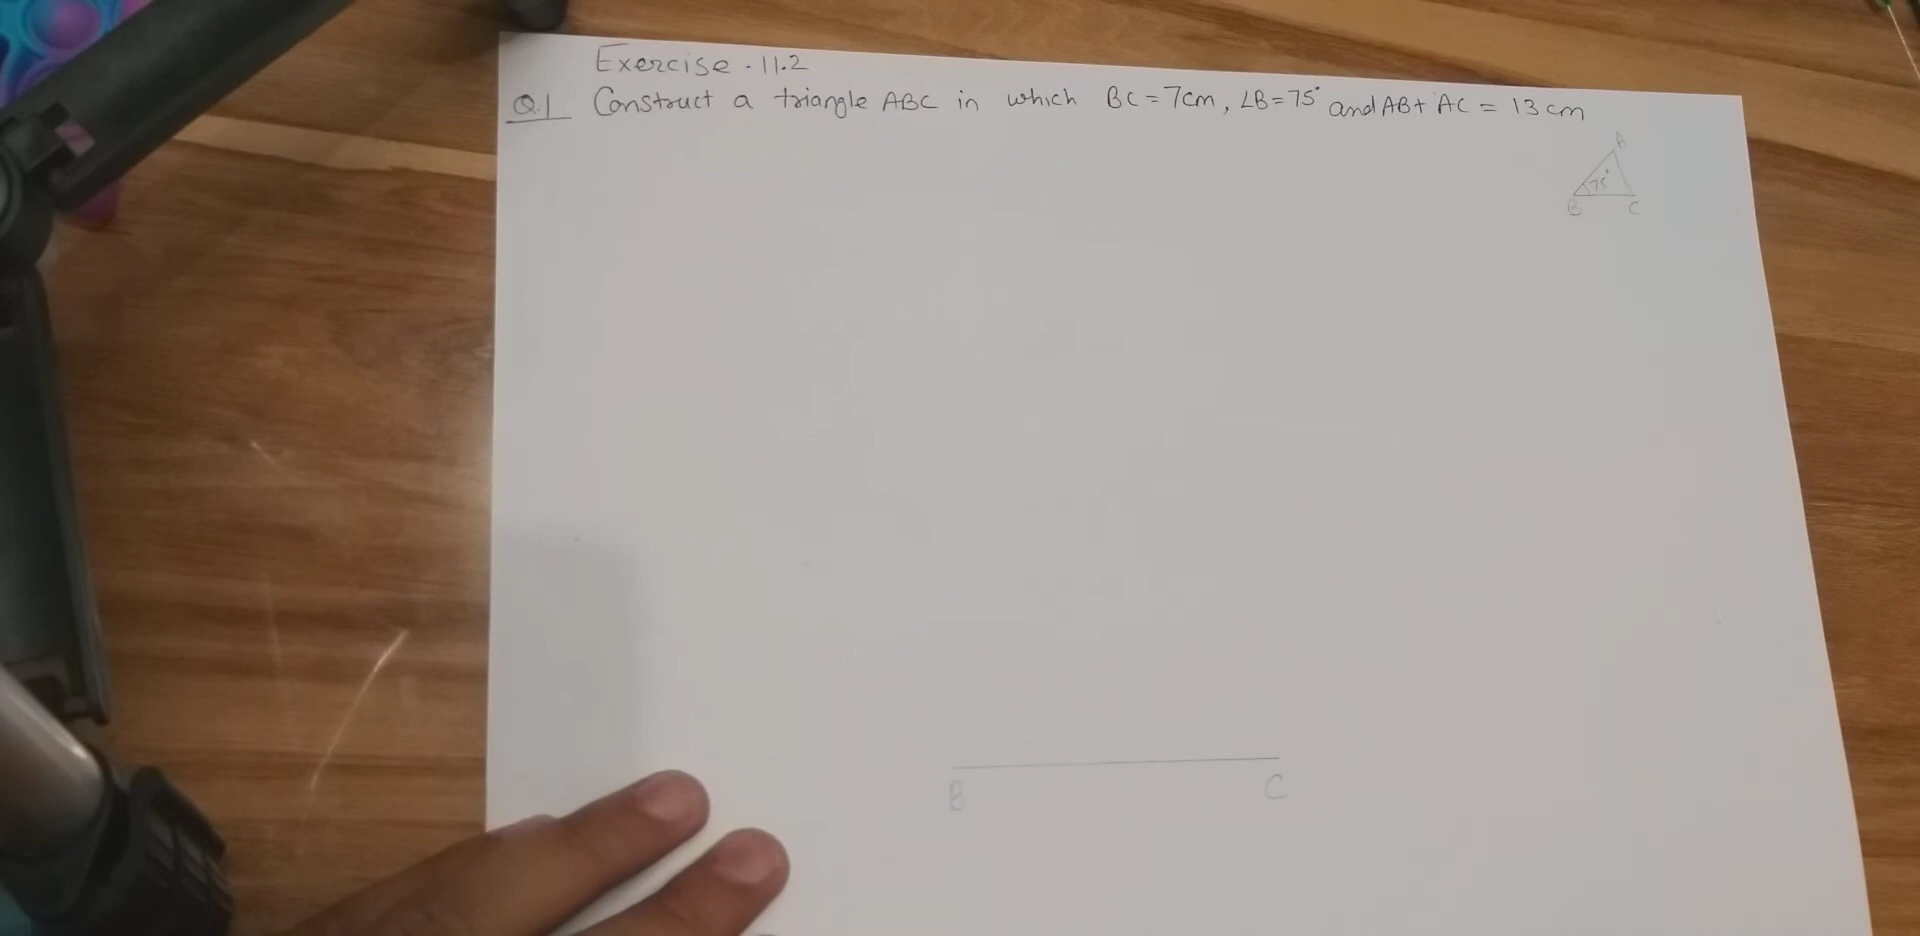 Exercise - 11.2
Q.1 Construct a triangle ABC in which BC = 7cm, ∠B = 75° and AB + AC = 13 cm
A
75°
B C
B C